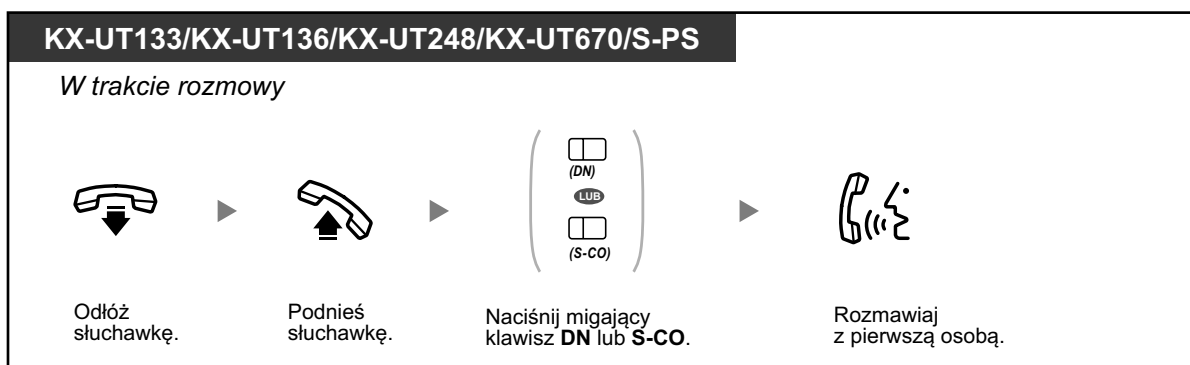 KX-UT133/KX-UT136/KX-UT248/KX-UT670/S-PS
W trakcie rozmowy
(DN)
LUB
(S-CO)
Odłóż
słuchawkę.
Podnieś
słuchawkę.
Naciśnij migający
klawisz DN lub S-CO.
Rozmawiaj
z pierwszą osobą.